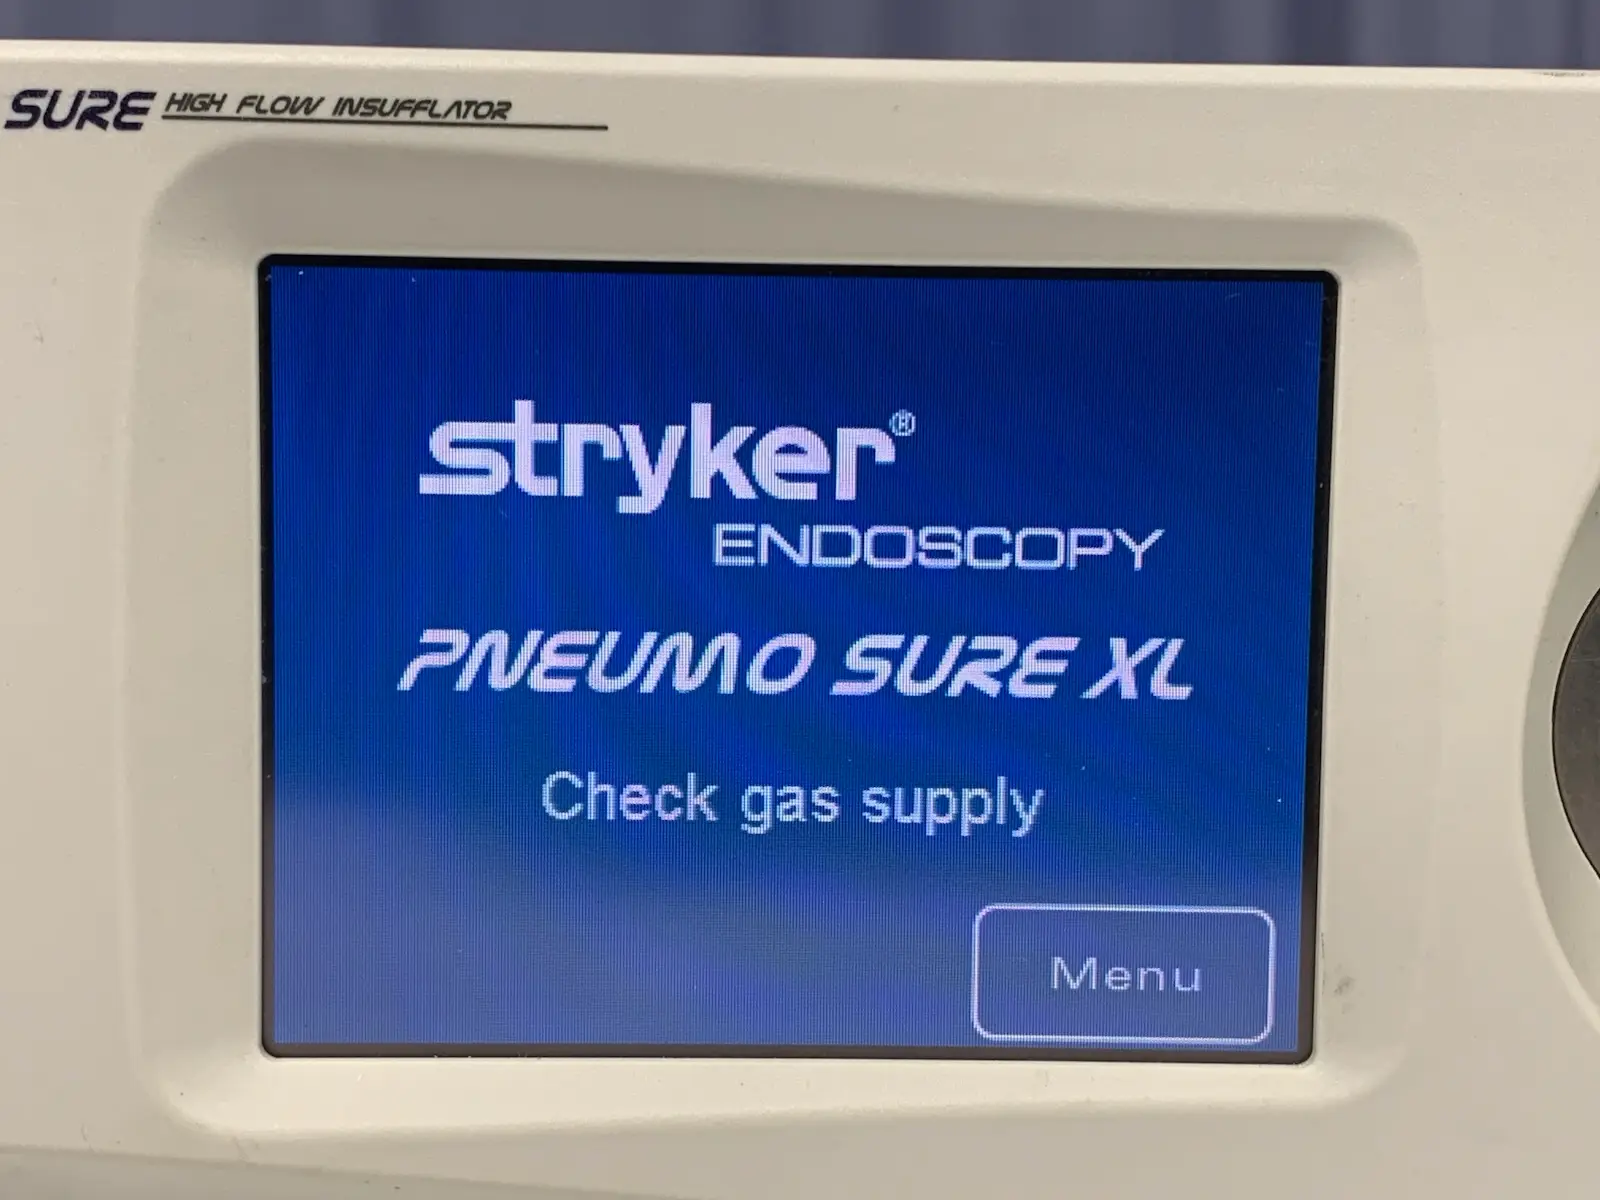 SURE HIGH FLOW INSUFFLATOR
stryker®
ENDOSCOPY
PNEUMO SURE XL
Check gas supply
Menu